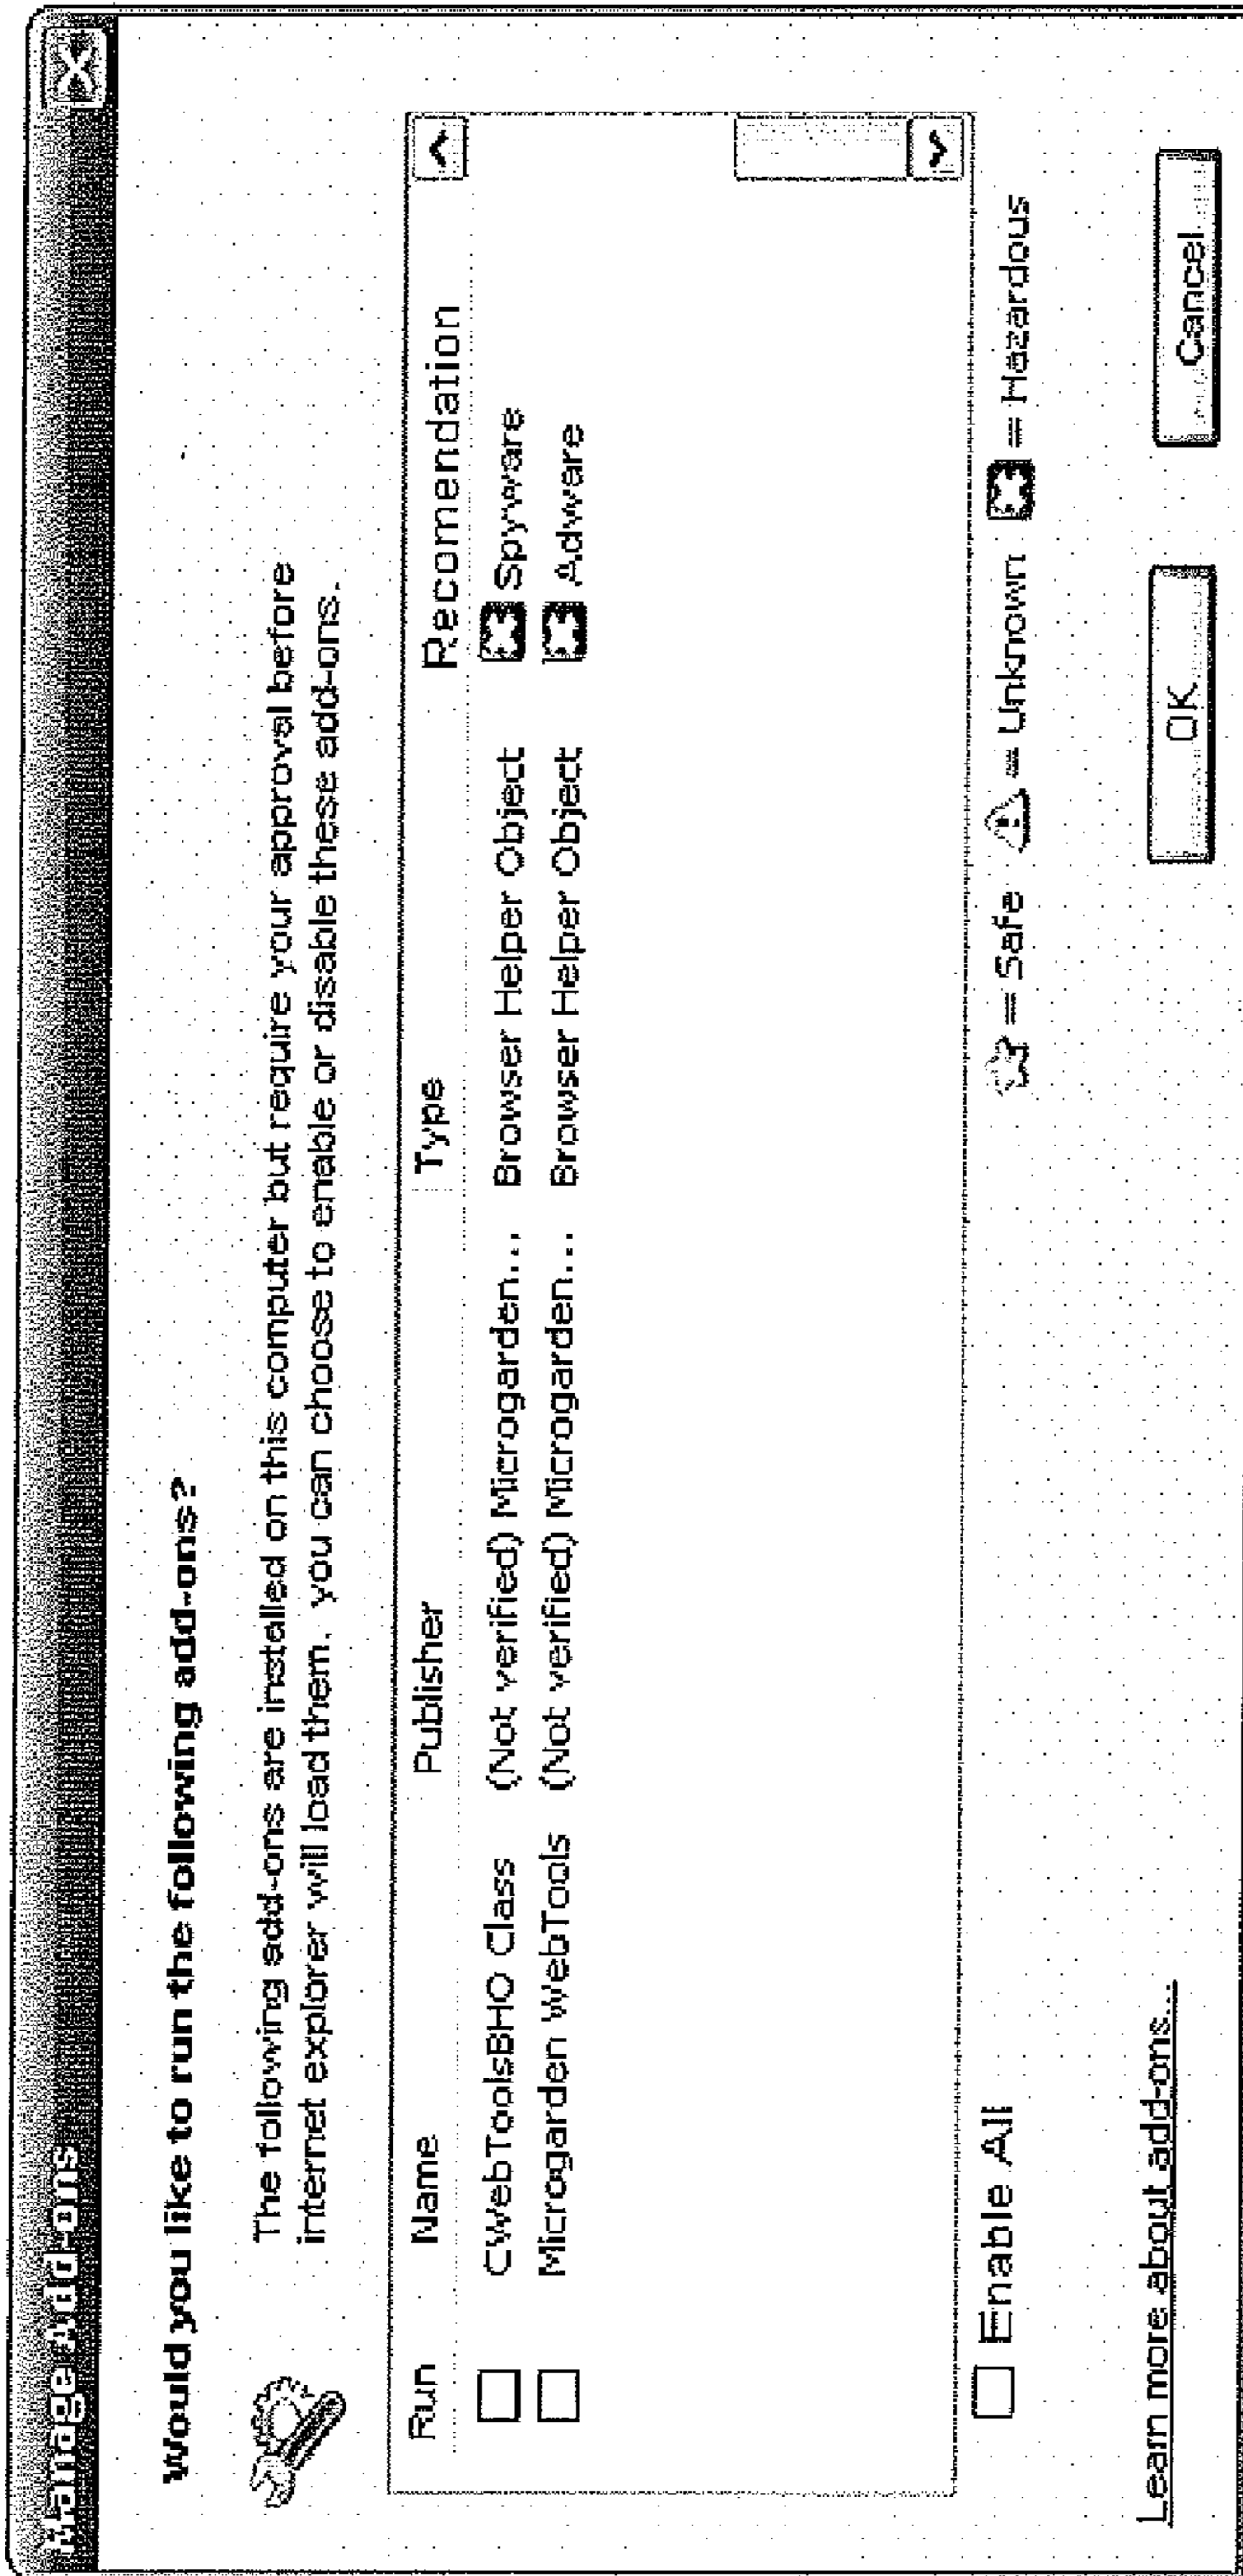 Manage Add-ons
Would you like to run the following add-ons?
The following add-ons are installed on this computer but require your approval before
internet explorer will load them. you can choose to enable or disable these add-ons.
Run Name Publisher Type Recomendation
CWebToolsBHO Class (Not verified) Microgarden... Browser Helper Object Spyware
Microgarden WebTools (Not verified) Microgarden... Browser Helper Object Adware
Enable All = Safe = Unknown = Hazardous
Learn more about add-ons... OK Cancel